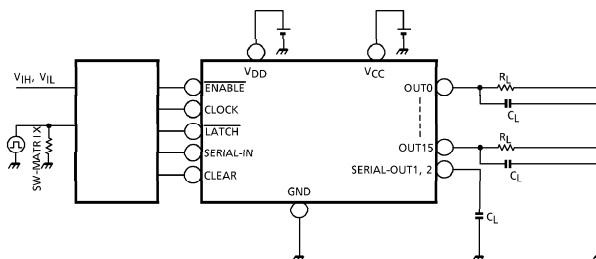 VDD
VCC
VIH, VIL
ENABLE
CLOCK
LATCH
SERIAL-IN
CLEAR
SW-MATRIX
GND
OUT0
OUT15
SERIAL-OUT1, 2
RL
CL
RL
CL
CL